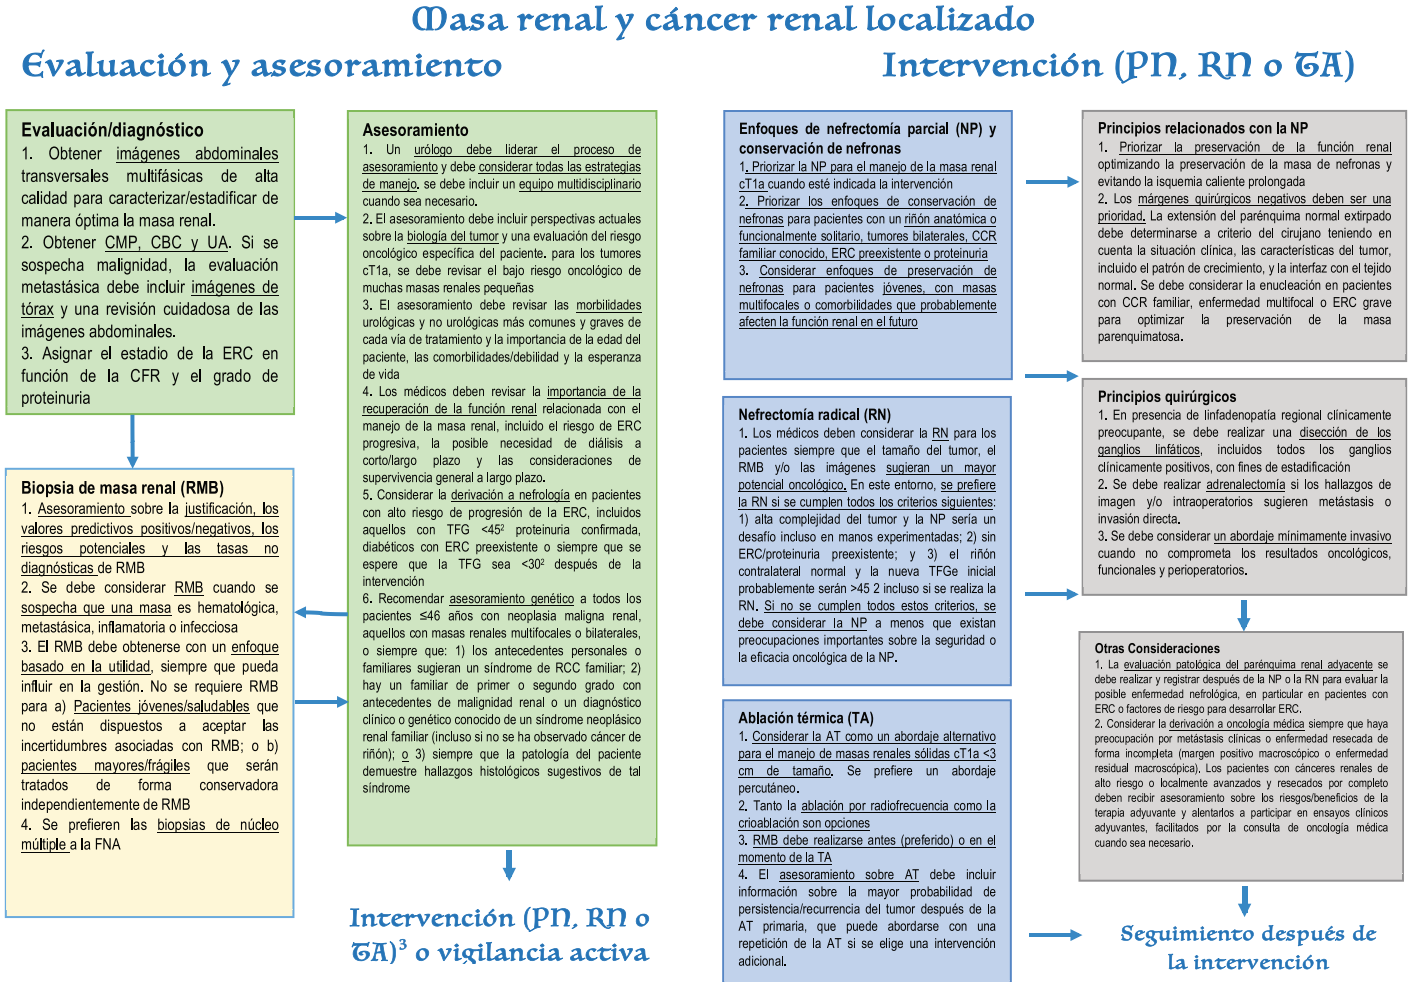 Masa renal y cáncer renal localizado
Evaluación y asesoramiento
Intervención (PN, RN o TA)
Evaluación/diagnóstico
1. Obtener imágenes abdominales
transversales multifásicas de alta
calidad para caracterizar/estadificar de
manera óptima la masa renal.
2. Obtener CMP, CBC y UA. Si se
sospecha malignidad, la evaluación
metastásica debe incluir imágenes de
tórax y una revisión cuidadosa de las
imágenes abdominales.
3. Asignar el estadio de la ERC en
función de la CFR y el grado de
proteinuria
Biopsia de masa renal (RMB)
1. Asesoramiento sobre la justificación, los
valores predictivos positivos/negativos, los
riesgos potenciales y las tasas no
diagnósticas de RMB
2. Se debe considerar RMB cuando se
sospecha que una masa es hematológica,
metastásica, inflamatoria o infecciosa
3. El RMB debe obtenerse con un enfoque
basado en la utilidad, siempre que pueda
influir en la gestión. No se requiere RMB
para a) Pacientes jóvenes/saludables que
no están dispuestos a aceptar las
incertidumbres asociadas con RMB; o b)
pacientes mayores/frágiles que serán
tratados de forma conservadora
independientemente de RMB
4. Se prefieren las biopsias de núcleo
múltiple a la FNA
Asesoramiento
1. Un urólogo debe liderar el proceso de
asesoramiento y debe considerar todas las estrategias
de manejo. se debe incluir un equipo multidisciplinario
cuando sea necesario.
2. El asesoramiento debe incluir perspectivas actuales
sobre la biología del tumor y una evaluación del riesgo
oncológico específica del paciente. para los tumores
cT1a, se debe revisar el bajo riesgo oncológico de
muchas masas renales pequeñas
3. El asesoramiento debe revisar las morbilidades
urológicas y no urológicas más comunes y graves de
cada vía de tratamiento y la importancia de la edad del
paciente, las comorbilidades/debilidad y la esperanza
de vida
4. Los médicos deben revisar la importancia de la
recuperación de la función renal relacionada con el
manejo de la masa renal, incluido el riesgo de ERC
progresiva, la posible necesidad de diálisis a
corto/largo plazo y las consideraciones de
supervivencia general a largo plazo.
5. Considerar la derivación a nefrología en pacientes
con alto riesgo de progresión de la ERC, incluidos
aquellos con TFG <45² proteinuria confirmada,
diabéticos con ERC preexistente o siempre que se
espere que la TFG sea <30² después de la
intervención
6. Recomendar asesoramiento genético a todos los
pacientes ≤46 años con neoplasia maligna renal,
aquellos con masas renales multifocales o bilaterales,
o siempre que: 1) los antecedentes personales o
familiares sugieran un síndrome de RCC familiar; 2)
hay un familiar de primer o segundo grado con
antecedentes de malignidad renal o un diagnóstico
clínico o genético conocido de un síndrome neoplásico
renal familiar (incluso si no se ha observado cáncer de
riñón); o 3) siempre que la patología del paciente
demuestre hallazgos histológicos sugestivos de tal
síndrome
Intervención (PN, RN o
TA)³ o vigilancia activa
Enfoques de nefrectomía parcial (NP) y
conservación de nefronas
1. Priorizar la NP para el manejo de la masa renal
cT1a cuando esté indicada la intervención
2. Priorizar los enfoques de conservación de
nefronas para pacientes con un riñón anatómica o
funcionalmente solitario, tumores bilaterales, CCR
familiar conocido, ERC preexistente o proteinuria
3. Considerar enfoques de preservación de
nefronas para pacientes jóvenes, con masas
multifocales o comorbilidades que probablemente
afecten la función renal en el futuro
Nefrectomía radical (RN)
1. Los médicos deben considerar la RN para los
pacientes siempre que el tamaño del tumor, el
RMB y/o las imágenes sugieran un mayor
potencial oncológico. En este entorno, se prefiere
la RN si se cumplen todos los criterios siguientes:
1) alta complejidad del tumor y la NP sería un
desafío incluso en manos experimentadas; 2) sin
ERC/proteinuria preexistente; y 3) el riñón
contralateral normal y la nueva TFGe inicial
probablemente serán >45 2 incluso si se realiza la
RN. Si no se cumplen todos estos criterios, se
debe considerar la NP a menos que existan
preocupaciones importantes sobre la seguridad o
la eficacia oncológica de la NP.
Ablación térmica (TA)
1. Considerar la AT como un abordaje alternativo
para el manejo de masas renales sólidas cT1a <3
cm de tamaño. Se prefiere un abordaje
percutáneo.
2. Tanto la ablación por radiofrecuencia como la
crioablación son opciones
3. RMB debe realizarse antes (preferido) o en el
momento de la TA
4. El asesoramiento sobre AT debe incluir
información sobre la mayor probabilidad de
persistencia/recurrencia del tumor después de la
AT primaria, que puede abordarse con una
repetición de la AT si se elige una intervención
adicional.
Principios relacionados con la NP
1. Priorizar la preservación de la función renal
optimizando la preservación de la masa de nefronas y
evitando la isquemia caliente prolongada
2. Los márgenes quirúrgicos negativos deben ser una
prioridad. La extensión del parénquima normal extirpado
debe determinarse a criterio del cirujano teniendo en
cuenta la situación clínica, las características del tumor,
incluido el patrón de crecimiento, y la interfaz con el tejido
normal. Se debe considerar la enucleación en pacientes
con CCR familiar, enfermedad multifocal o ERC grave
para optimizar la preservación de la masa
parenquimatosa.
Principios quirúrgicos
1. En presencia de linfadenopatía regional clínicamente
preocupante, se debe realizar una disección de los
ganglios linfáticos, incluidos todos los ganglios
clínicamente positivos, con fines de estadificación
2. Se debe realizar adrenalectomía si los hallazgos de
imagen y/o intraoperatorios sugieren metástasis o
invasión directa.
3. Se debe considerar un abordaje mínimamente invasivo
cuando no comprometa los resultados oncológicos,
funcionales y perioperatorios.
Otras Consideraciones
1. La evaluación patológica del parénquima renal adyacente se
debe realizar y registrar después de la NP o la RN para evaluar la
posible enfermedad nefrológica, en particular en pacientes con
ERC o factores de riesgo para desarrollar ERC.
2. Considerar la derivación a oncología médica siempre que haya
preocupación por metástasis clínicas o enfermedad resecada de
forma incompleta (margen positivo macroscópico o enfermedad
residual macroscópica). Los pacientes con cánceres renales de
alto riesgo o localmente avanzados y resecados por completo
deben recibir asesoramiento sobre los riesgos/beneficios de la
terapia adyuvante y alentarlos a participar en ensayos clínicos
adyuvantes, facilitados por la consulta de oncología médica
cuando sea necesario.
Seguimiento después de
la intervención